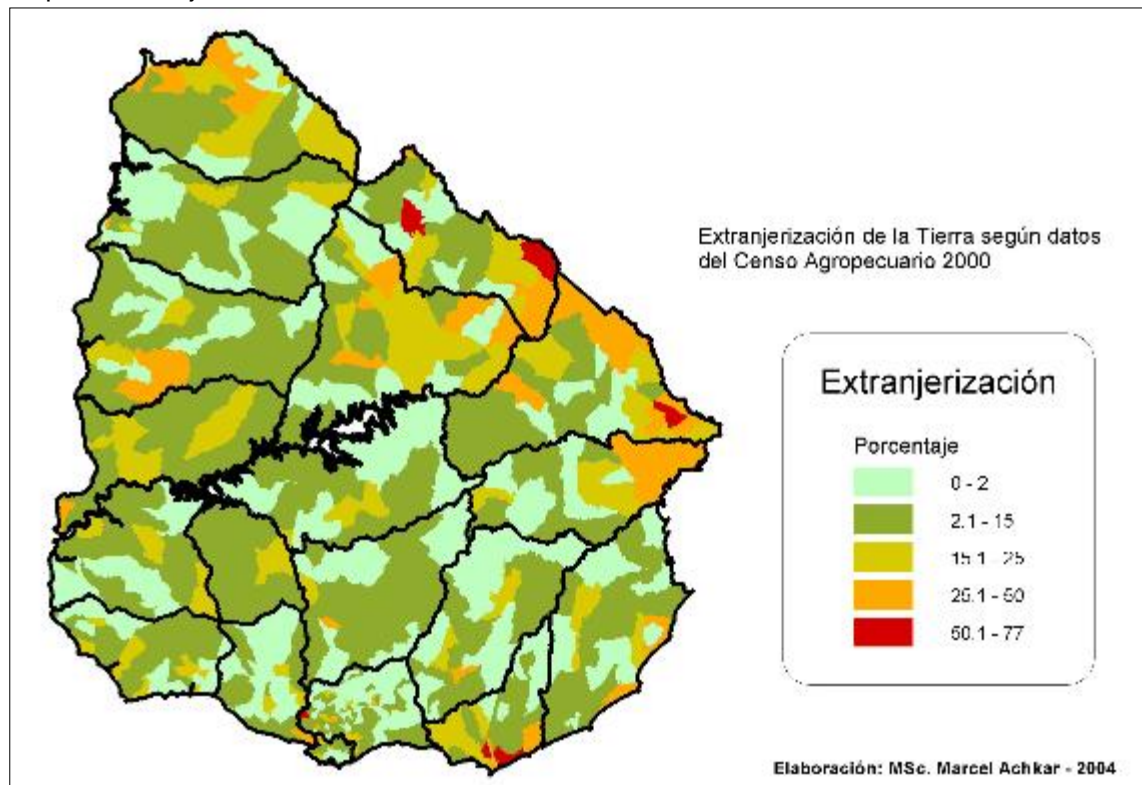 Extranjerización de la Tierra según datos
del Censo Agropecuario 2000
Extranjerización
Porcentaje
0 - 2
2.1 - 15
15.1 - 25
25.1 - 50
50.1 - 77
Elaboración: MSc. Marcel Achkar - 2004